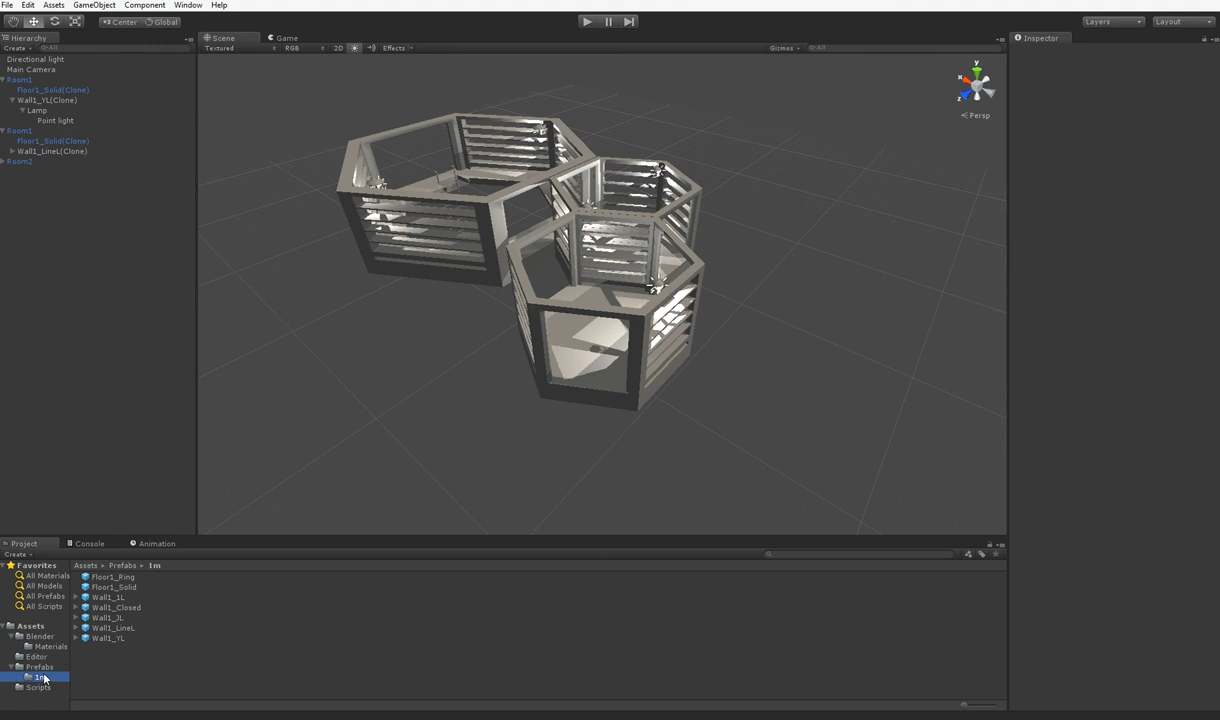 File Edit Assets GameObject Component Window Help
Center Global Layers Layout
Hierarchy Scene Game Inspector
Create All Textured RGB 2D Effects Gizmos All
Directional light
Main Camera
Room1
Floor1_Solid(Clone)
Wall1_YL(Clone)
Lamp
Point light
Room1
Floor1_Solid(Clone)
Wall1_LineL(Clone)
Room2
y
x
z
Persp
Project Console Animation
Create
Favorites
All Materials
All Models
All Prefabs
All Scripts
Assets
Blender
Materials
Editor
Prefabs
Scripts
Assets Prefabs 1m
Floor1_Ring
Floor1_Solid
Wall1_1L
Wall1_Closed
Wall1_JL
Wall1_LineL
Wall1_YL